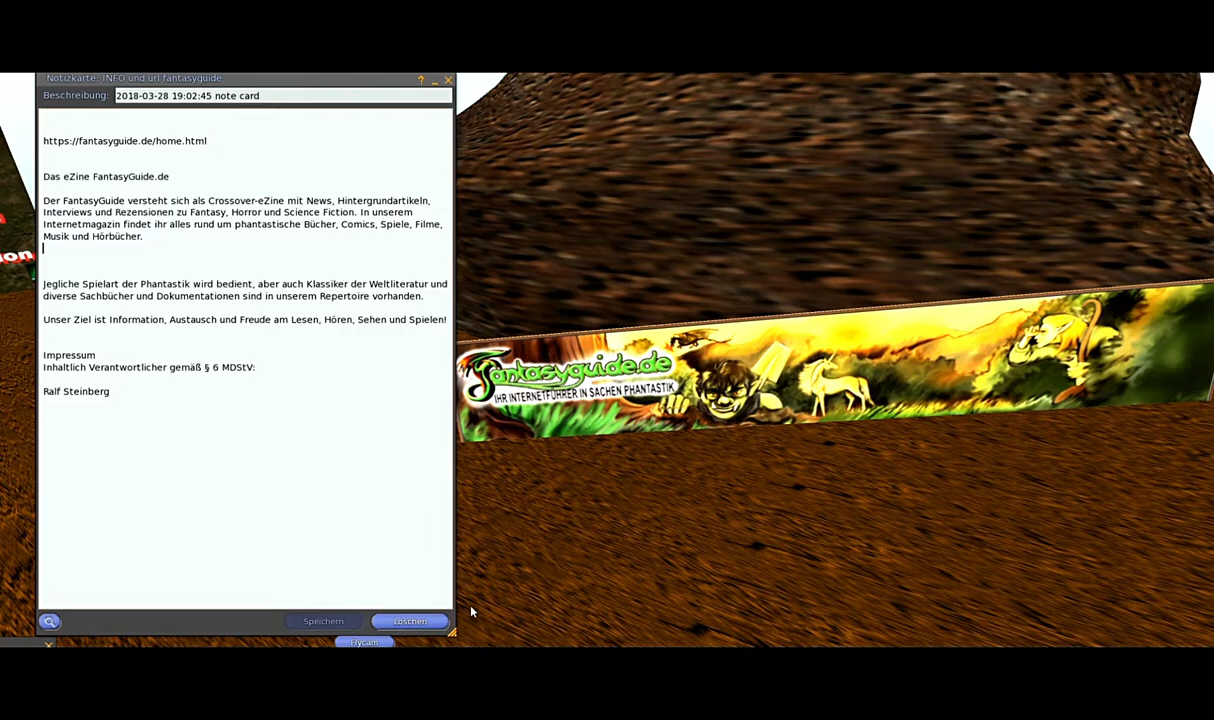 Notizkarte: INFO und url fantasyguide
? _ ×
Beschreibung: 2018-03-28 19:02:45 note card
https://fantasyguide.de/home.html
Das eZine FantasyGuide.de
Der FantasyGuide versteht sich als Crossover-eZine mit News, Hintergrundartikeln,
Interviews und Rezensionen zu Fantasy, Horror und Science Fiction. In unserem
Internetmagazin findet ihr alles rund um phantastische Bücher, Comics, Spiele, Filme,
Musik und Hörbücher.
Jegliche Spielart der Phantastik wird bedient, aber auch Klassiker der Weltliteratur und
diverse Sachbücher und Dokumentationen sind in unserem Repertoire vorhanden.
Unser Ziel ist Information, Austausch und Freude am Lesen, Hören, Sehen und Spielen!
Impressum
Inhaltlich Verantwortlicher gemäß § 6 MDStV:
Ralf Steinberg
Speichern Löschen
Flycam
Fantasyguide.de
IHR INTERNETFÜHRER IN SACHEN PHANTASTIK